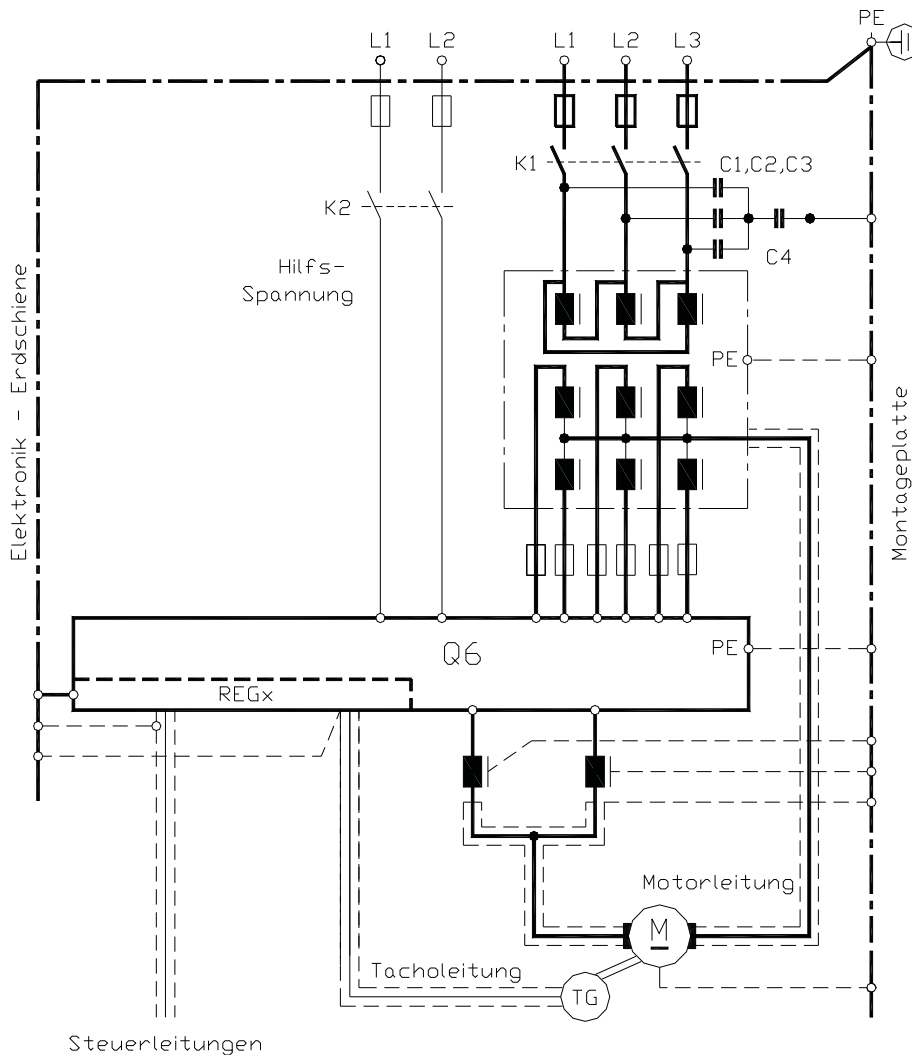 PE
L1
L2
L1
L2
L3
K1
C1,C2,C3
K2
C4
Hilfs-
Spannung
PE
Elektronik - Erdschiene
Montageplatte
Q6
PE
REGx
Motorleitung
M
Tacholeitung
TG
Steuerleitungen